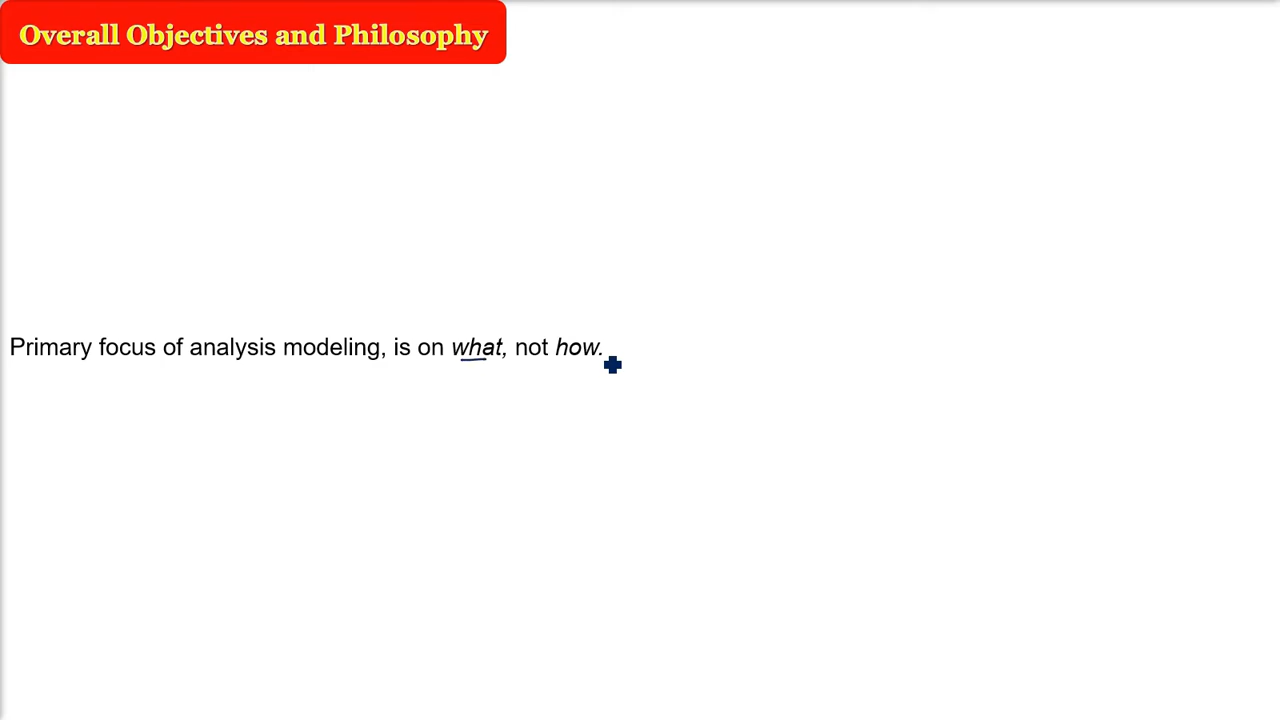 Overall Objectives and Philosophy
Primary focus of analysis modeling, is on what, not how.